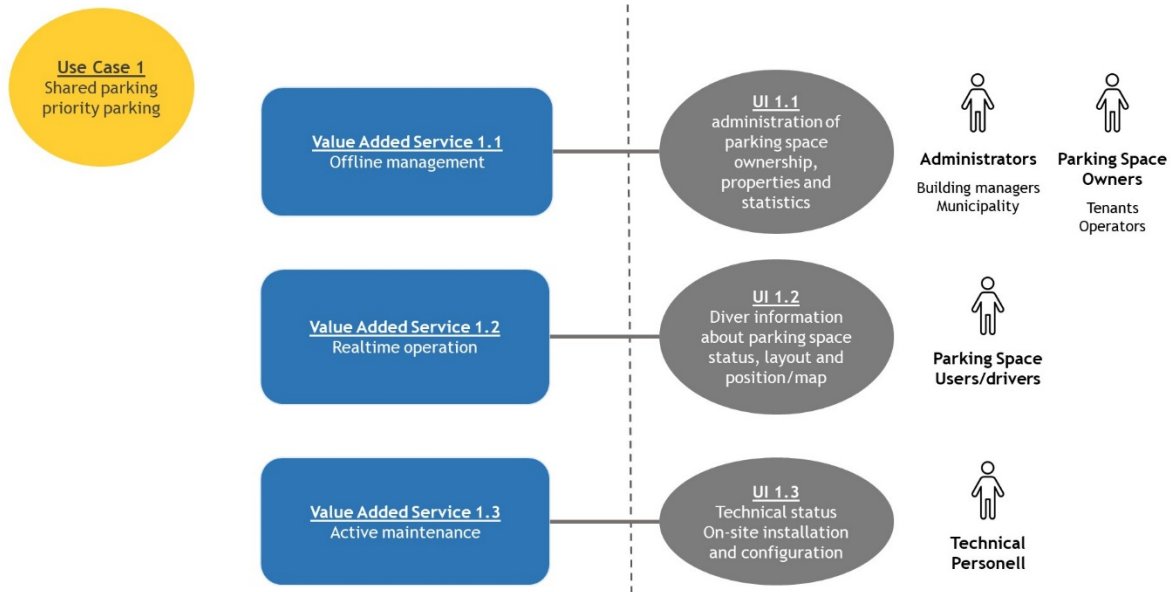 Use Case 1
Shared parking
priority parking
Value Added Service 1.1
Offline management
UI 1.1
administration of
parking space
ownership,
properties and
statistics
Administrators
Building managers
Municipality
Parking Space
Owners
Tenants
Operators
Value Added Service 1.2
Realtime operation
UI 1.2
Diver information
about parking space
status, layout and
position/map
Parking Space
Users/drivers
Value Added Service 1.3
Active maintenance
UI 1.3
Technical status
On-site installation
and configuration
Technical
Personell